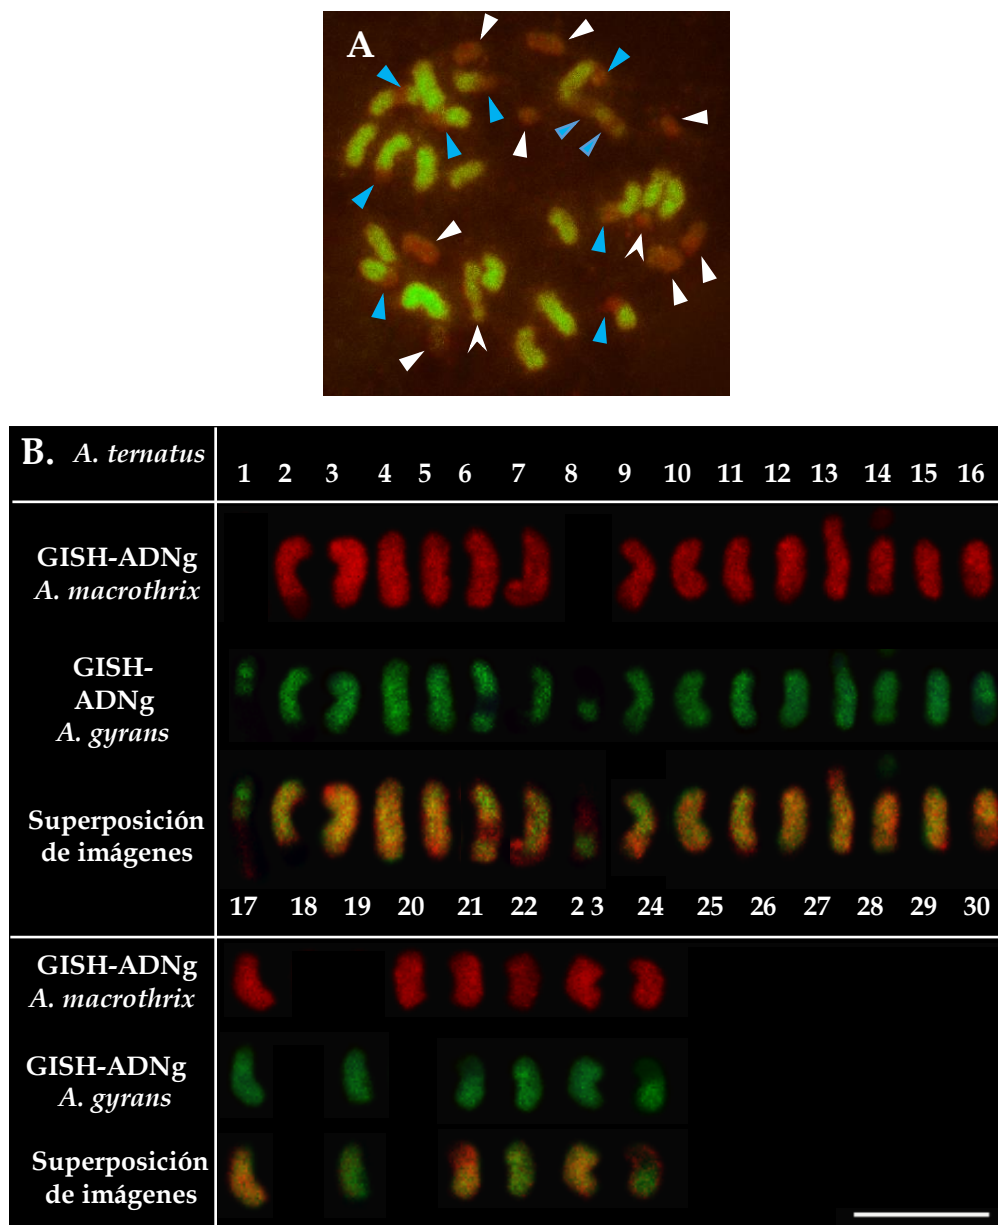 A
B. A. ternatus
1 2 3 4 5 6 7 8 9 10 11 12 13 14 15 16
GISH-ADNg
A. macrothrix
GISH-
ADNg
A. gyrans
Superposición
de imágenes
17 18 19 20 21 22 2 3 24 25 26 27 28 29 30
GISH-ADNg
A. macrothrix
GISH-ADNg
A. gyrans
Superposición
de imágenes